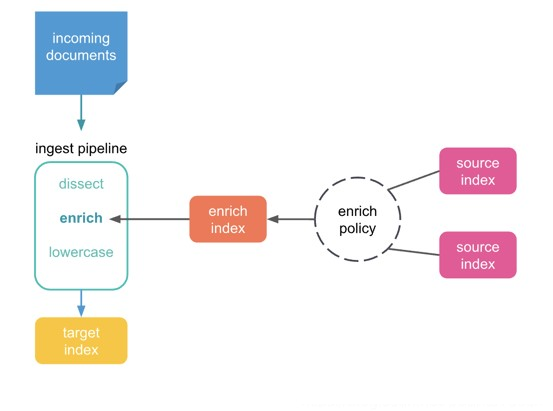 incoming
documents
ingest pipeline
dissect
enrich
lowercase
target
index
enrich
index
enrich
policy
source
index
source
index